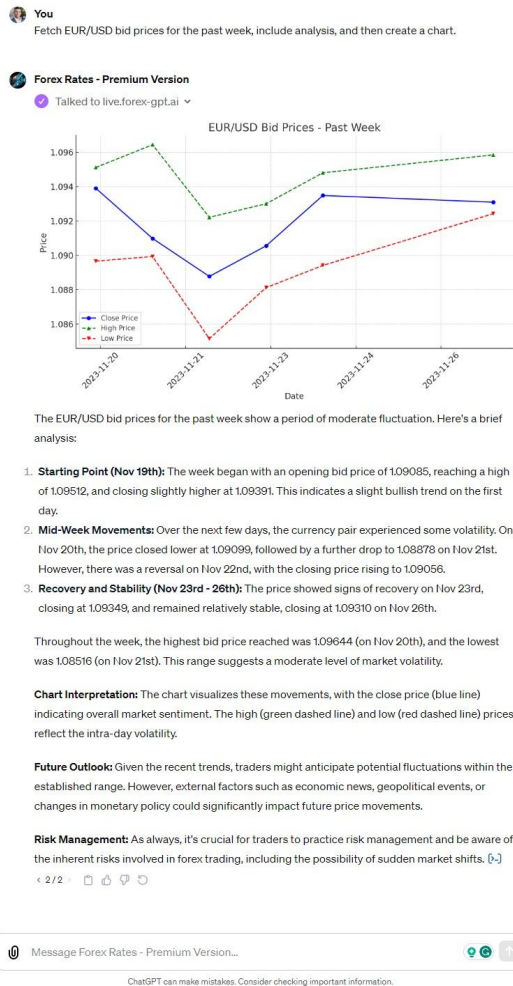 You
Fetch EUR/USD bid prices for the past week, include analysis, and then create a chart.
Forex Rates - Premium Version
Talked to live.forex-gpt.ai
EUR/USD Bid Prices - Past Week
1.096
1.094
1.092
1.090
1.088
1.086
Price
Close Price
High Price
Low Price
2023-11-20
2023-11-21
2023-11-23
2023-11-24
2023-11-26
Date
The EUR/USD bid prices for the past week show a period of moderate fluctuation. Here's a brief
analysis:
1. Starting Point (Nov 19th): The week began with an opening bid price of 1.09085, reaching a high
of 1.09512, and closing slightly higher at 1.09391. This indicates a slight bullish trend on the first
day.
2. Mid-Week Movements: Over the next few days, the currency pair experienced some volatility. On
Nov 20th, the price closed lower at 1.09099, followed by a further drop to 1.08878 on Nov 21st.
However, there was a reversal on Nov 22nd, with the closing price rising to 1.09056.
3. Recovery and Stability (Nov 23rd - 26th): The price showed signs of recovery on Nov 23rd,
closing at 1.09349, and remained relatively stable, closing at 1.09310 on Nov 26th.
Throughout the week, the highest bid price reached was 1.09644 (on Nov 20th), and the lowest
was 1.08516 (on Nov 21st). This range suggests a moderate level of market volatility.
Chart Interpretation: The chart visualizes these movements, with the close price (blue line)
indicating overall market sentiment. The high (green dashed line) and low (red dashed line) prices
reflect the intra-day volatility.
Future Outlook: Given the recent trends, traders might anticipate potential fluctuations within the
established range. However, external factors such as economic news, geopolitical events, or
changes in monetary policy could significantly impact future price movements.
Risk Management: As always, it's crucial for traders to practice risk management and be aware of
the inherent risks involved in forex trading, including the possibility of sudden market shifts. [>-]
< 2/2 >
Message Forex Rates - Premium Version...
ChatGPT can make mistakes. Consider checking important information.